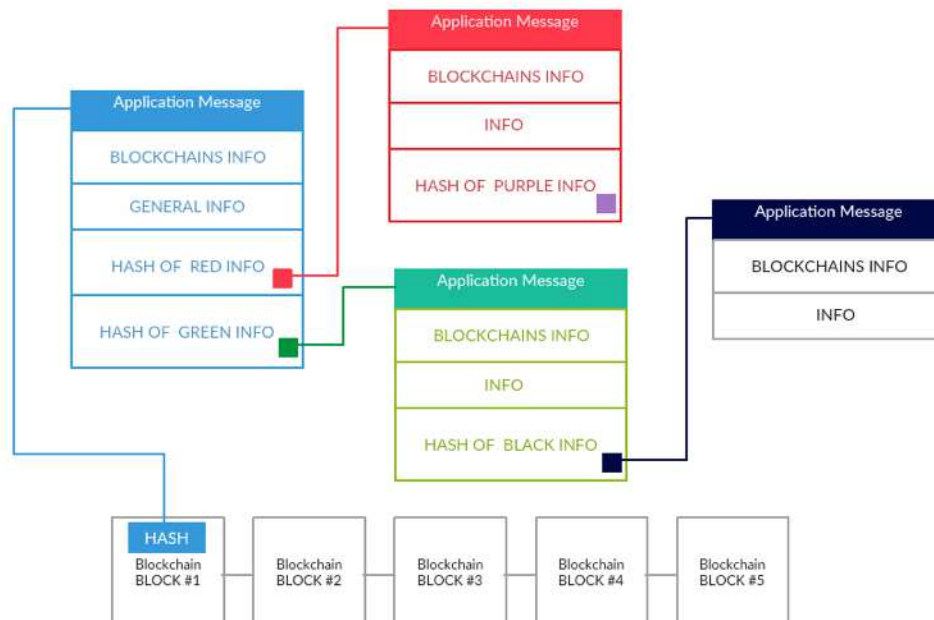 Application Message
BLOCKCHAINS INFO
INFO
HASH OF PURPLE INFO
Application Message
BLOCKCHAINS INFO
GENERAL INFO
HASH OF RED INFO
HASH OF GREEN INFO
Application Message
BLOCKCHAINS INFO
INFO
HASH OF BLACK INFO
Application Message
BLOCKCHAINS INFO
INFO
HASH
Blockchain
BLOCK #1
Blockchain
BLOCK #2
Blockchain
BLOCK #3
Blockchain
BLOCK #4
Blockchain
BLOCK #5